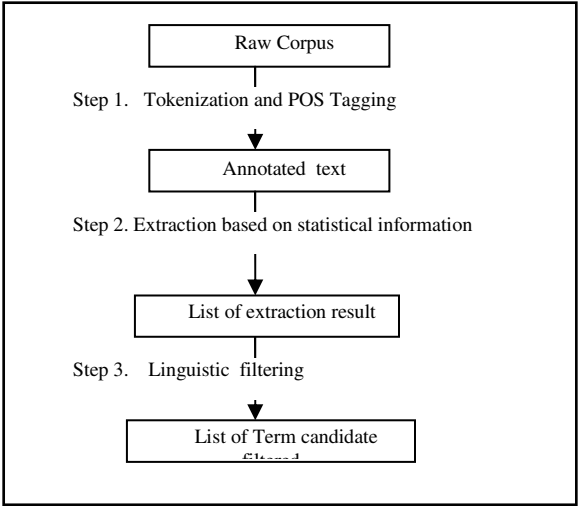 Raw Corpus
Step 1. Tokenization and POS Tagging
Annotated text
Step 2. Extraction based on statistical information
List of extraction result
Step 3. Linguistic filtering
List of Term candidate
filtered